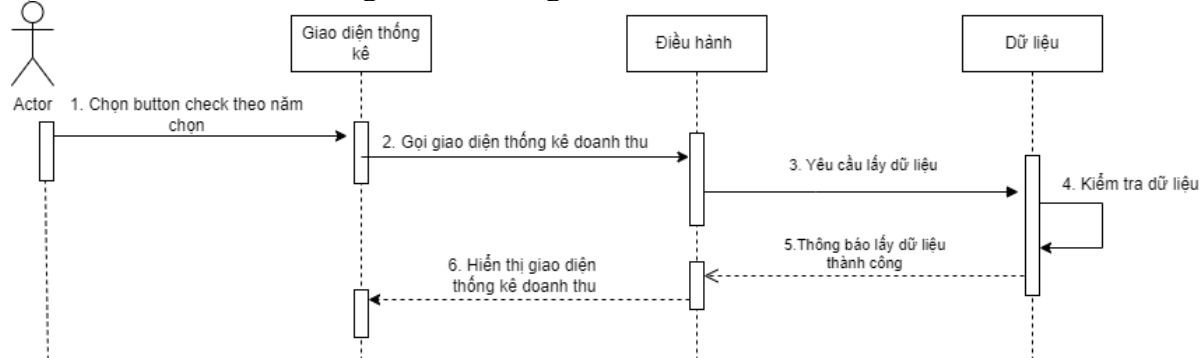 Giao diện thống
kê
Điều hành
Dữ liệu
Actor
1. Chọn button check theo năm
chọn
2. Gọi giao diện thống kê doanh thu
3. Yêu cầu lấy dữ liệu
4. Kiểm tra dữ liệu
5.Thông báo lấy dữ liệu
thành công
6. Hiển thị giao diện
thống kê doanh thu